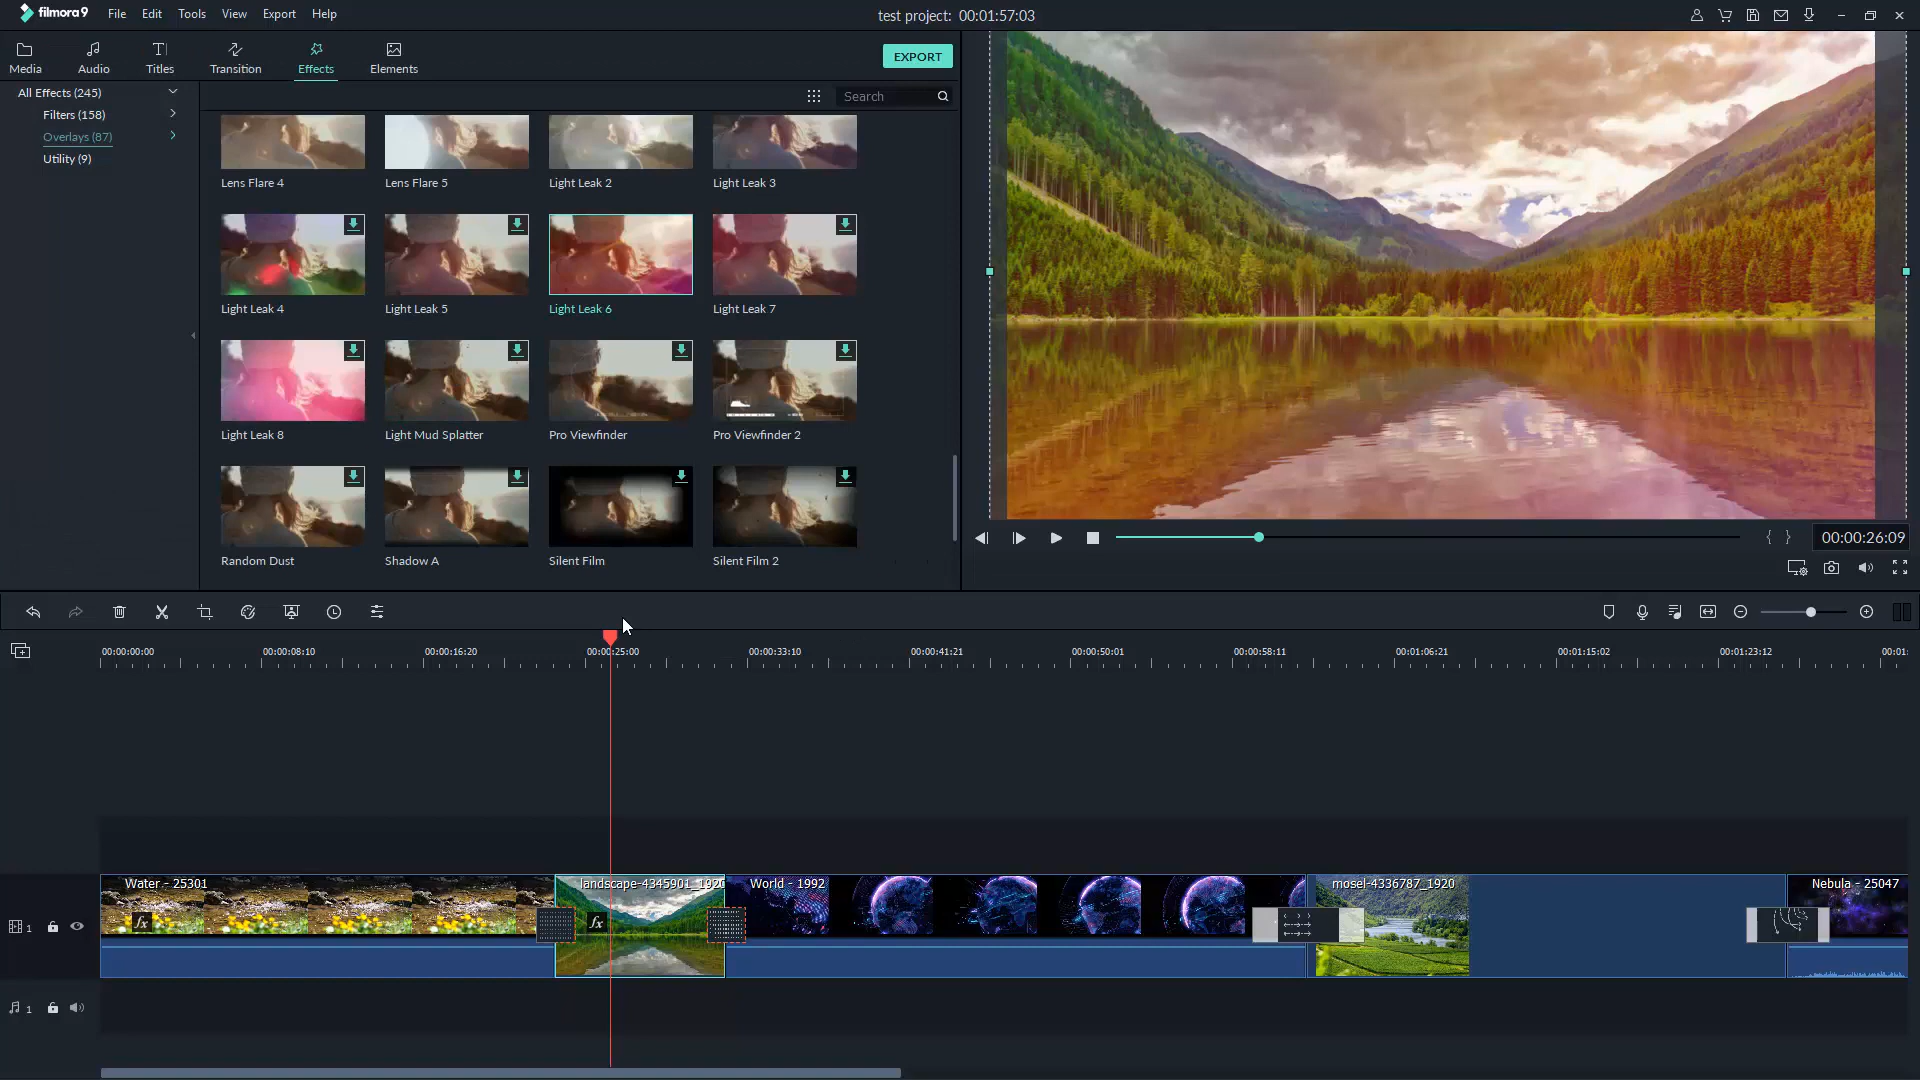 filmora9
File Edit Tools View Export Help
test project: 00:01:57:03
Media Audio Titles Transition Effects Elements
EXPORT
All Effects (245)
Filters (158)
Overlays (87)
Utility (9)
Search
Lens Flare 4 Lens Flare 5 Light Leak 2 Light Leak 3
Light Leak 4 Light Leak 5 Light Leak 6 Light Leak 7
Light Leak 8 Light Mud Splatter Pro Viewfinder Pro Viewfinder 2
Random Dust Shadow A Silent Film Silent Film 2
00:00:26:09
00:00:00:00 00:00:08:10 00:00:16:20 00:00:25:00 00:00:33:10 00:00:41:21 00:00:50:01 00:00:58:11 00:01:06:21 00:01:15:02 00:01:23:12 00:01:
Water - 25301 landscape-4345901_1920 World - 1992 mosel-4336787_1920 Nebula - 25047
fx fx
1
1